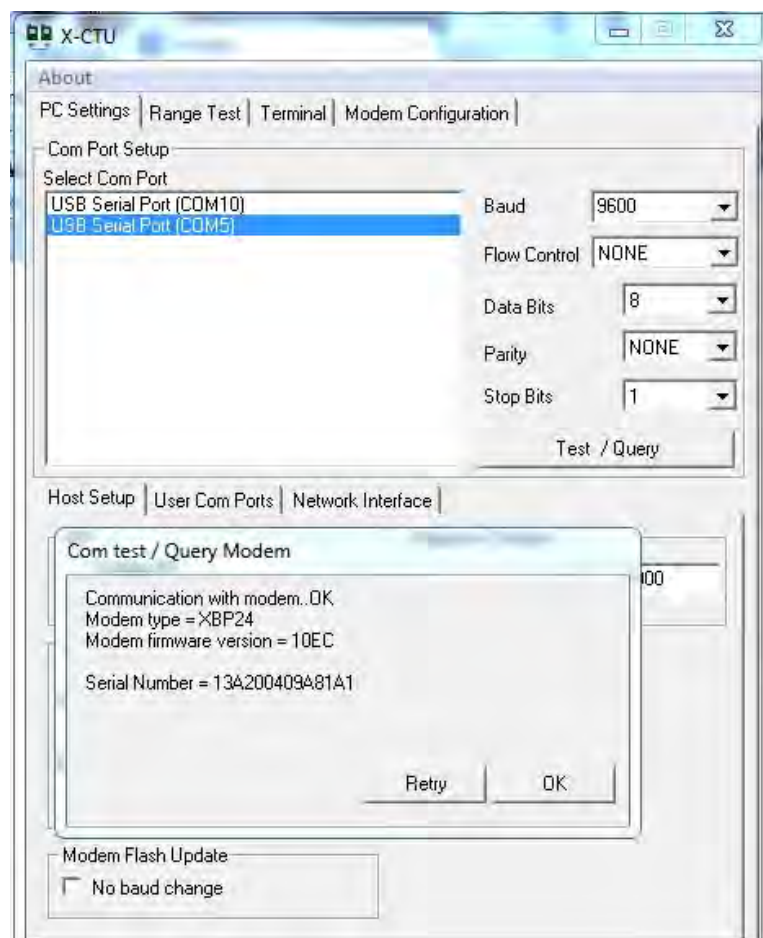 X-CTU
About
PC Settings Range Test Terminal Modem Configuration
Com Port Setup
Select Com Port
USB Serial Port (COM10)
USB Serial Port (COM5)
Baud 9600
Flow Control NONE
Data Bits 8
Parity NONE
Stop Bits 1
Test / Query
Host Setup User Com Ports Network Interface
Com test / Query Modem
Communication with modem..OK
Modem type = XBP24
Modem firmware version = 10EC
Serial Number = 13A200409A81A1
Retry OK
Modem Flash Update
No baud change